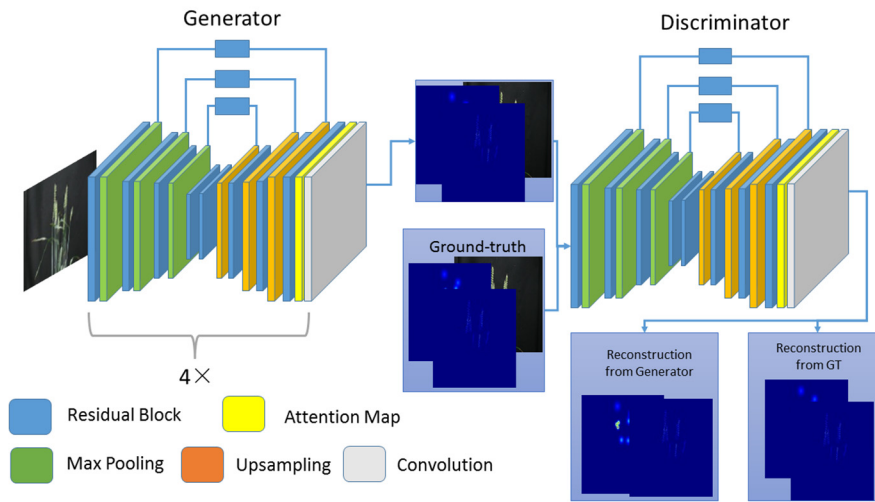 Generator
Discriminator
Ground-truth
4×
Reconstruction
from Generator
Reconstruction
from GT
Residual Block
Attention Map
Max Pooling
Upsampling
Convolution